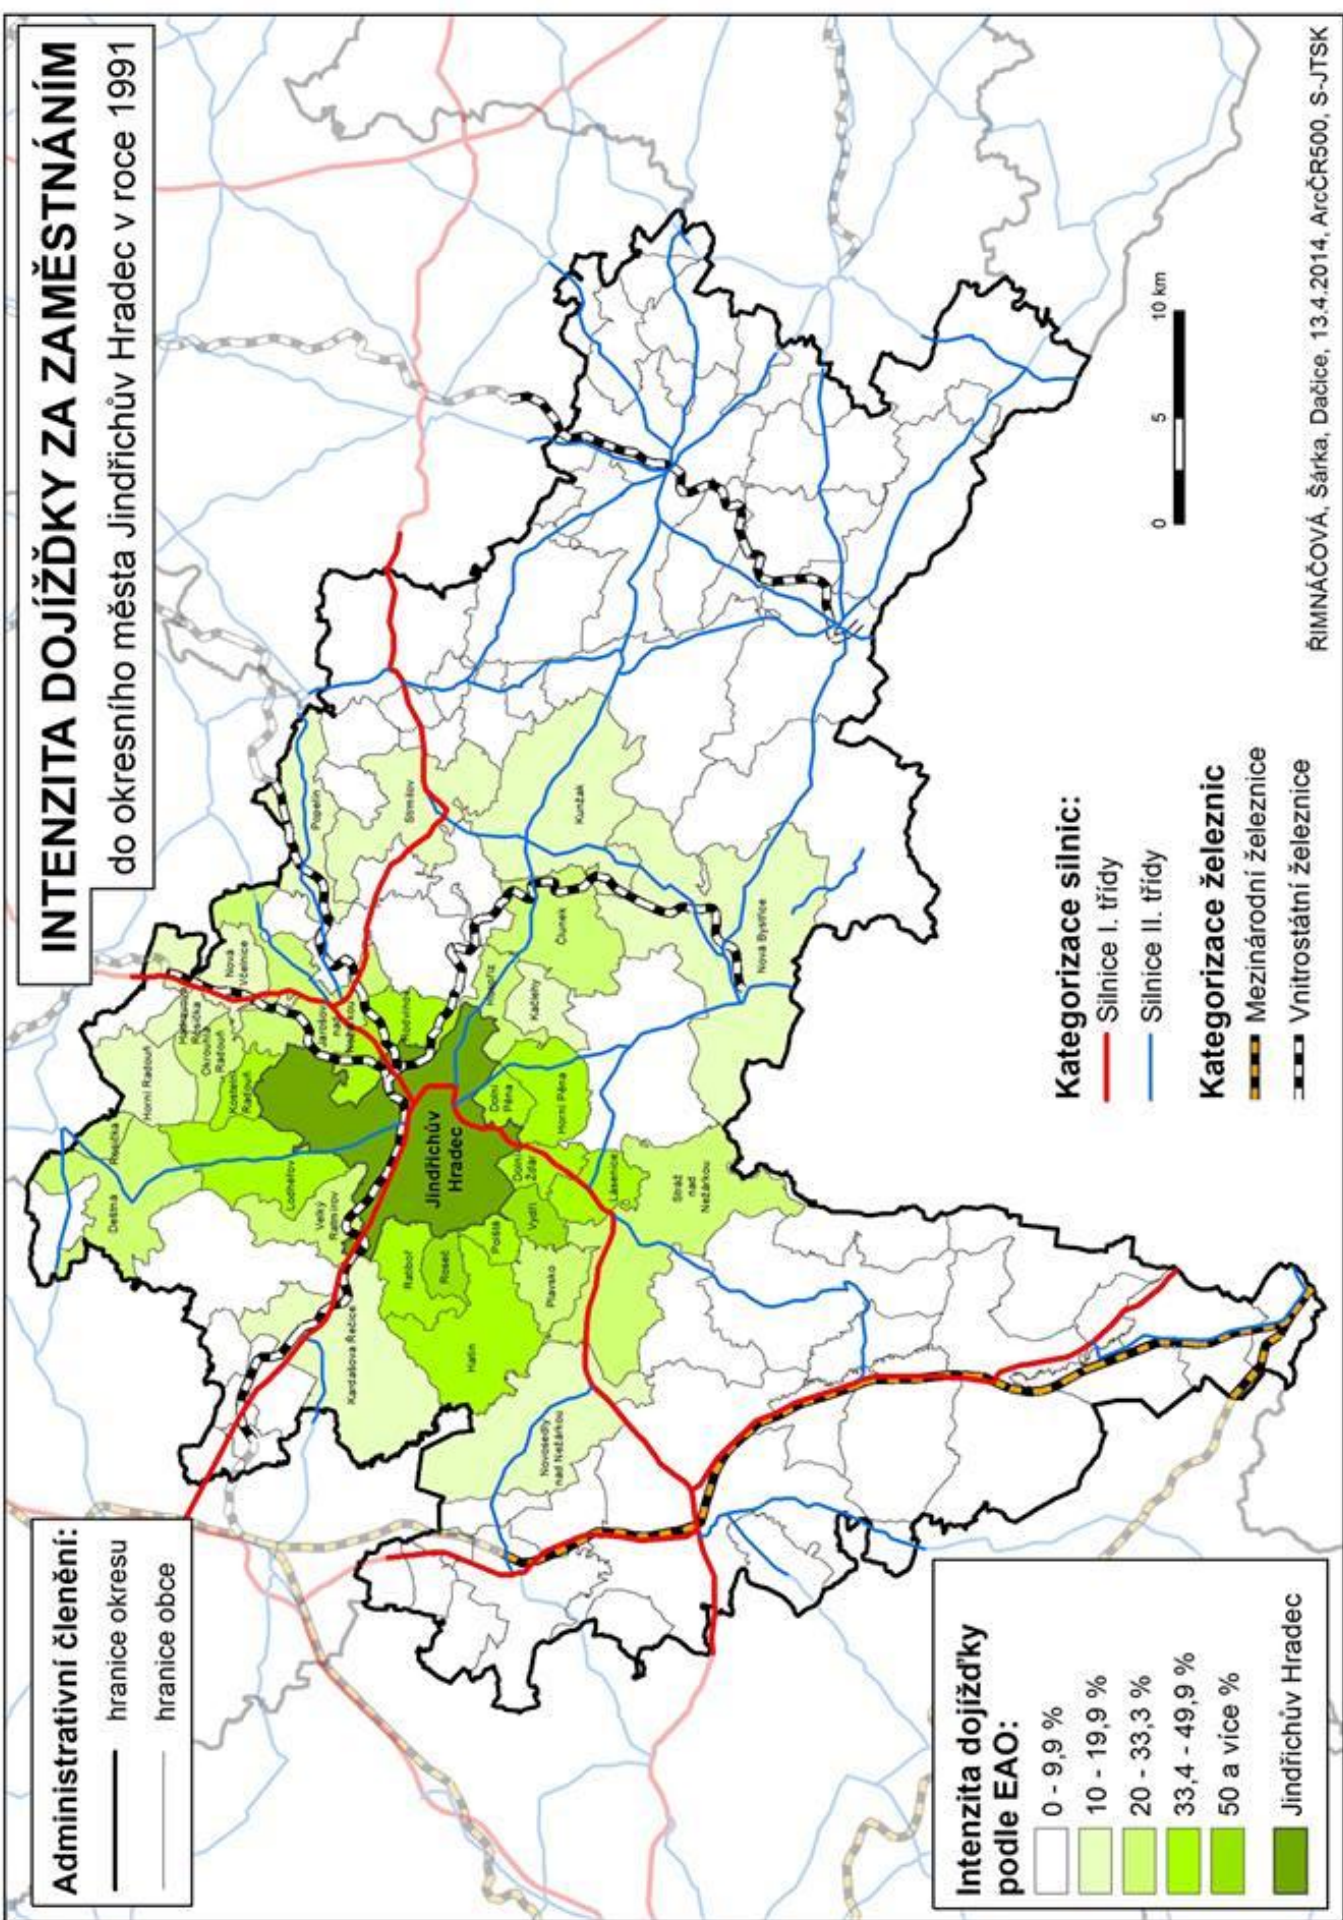 INTENZITA DOJÍŽĎKY ZA ZAMĚSTNÁNÍM
do okresního města Jindřichův Hradec v roce 1991
Administrativní členění:
hranice okresu
hranice obce
Deštná
Horní Radouň
Okrouhlá
Radouň
Kostelní
Radouň
Nová
Včelnice
Lodhéřov
Velký
Ratmírov
Popelín
Strmilov
Kunžak
Člunek
Kačlehy
Kardašova Řečice
Ratiboř
Roseč
Hatín
Polště
Vydří
Plavsko
Jindřichův
Hradec
Dolní
Pěna
Horní Pěna
Dolní
Žďár
Lásenice
Stráž
nad
Nežárkou
Novosedly
nad Nežárkou
Nová Bystřice
Intenzita dojížďky
podle EAO:
0 - 9,9 %
10 - 19,9 %
20 - 33,3 %
33,4 - 49,9 %
50 a více %
Jindřichův Hradec
Kategorizace silnic:
Silnice I. třídy
Silnice II. třídy
Kategorizace železnic
Mezinárodní železnice
Vnitrostátní železnice
0 5 10 km
ŘIMNÁČOVÁ, Šárka, Dačice, 13.4.2014, ArcČR500, S-JTSK